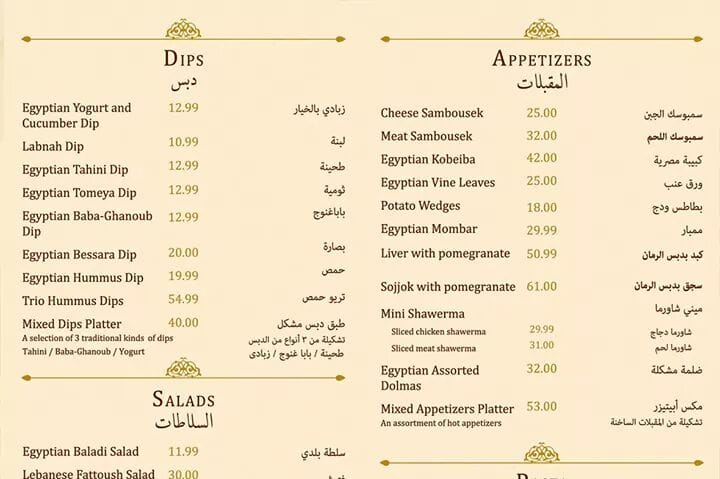 DIPS
دبس
Egyptian Yogurt and 12.99 زبادي بالخيار
Cucumber Dip
Labnah Dip 10.99 لبنة
Egyptian Tahini Dip 12.99 طحينة
Egyptian Tomeya Dip 12.99 ثومية
Egyptian Baba-Ghanoub 12.99 باباغنوج
Dip
Egyptian Bessara Dip 20.00 بصارة
Egyptian Hummus Dip 19.99 حمص
Trio Hummus Dips 54.99 تريو حمص
Mixed Dips Platter 40.00 طبق دبس مشكل
A selection of 3 traditional kinds of dips تشكيلة من ٣ أنواع من الدبس
Tahini / Baba-Ghanoub / Yogurt طحينة / بابا غنوج / زبادى
SALADS
السلاطات
Egyptian Baladi Salad 11.99 سلطة بلدي
Lebanese Fattoush Salad 30.00
APPETIZERS
المقبلات
Cheese Sambousek 25.00 سمبوسك الجبن
Meat Sambousek 32.00 سمبوسك اللحم
Egyptian Kobeiba 42.00 كبيبة مصرية
Egyptian Vine Leaves 25.00 ورق عنب
Potato Wedges 18.00 بطاطس ودج
Egyptian Mombar 29.99 ممبار
Liver with pomegranate 50.99 كبد بدبس الرمان
Sojjok with pomegranate 61.00 سجق بدبس الرمان
Mini Shawerma ميني شاورما
Sliced chicken shawerma 29.99 شاورما دجاج
Sliced meat shawerma 31.00 شاورما لحم
Egyptian Assorted 32.00 ضلمة مشكلة
Dolmas
Mixed Appetizers Platter 53.00 مكس أبيتيزر
An assortment of hot appetizers تشكيلة من المقبلات الساخنة